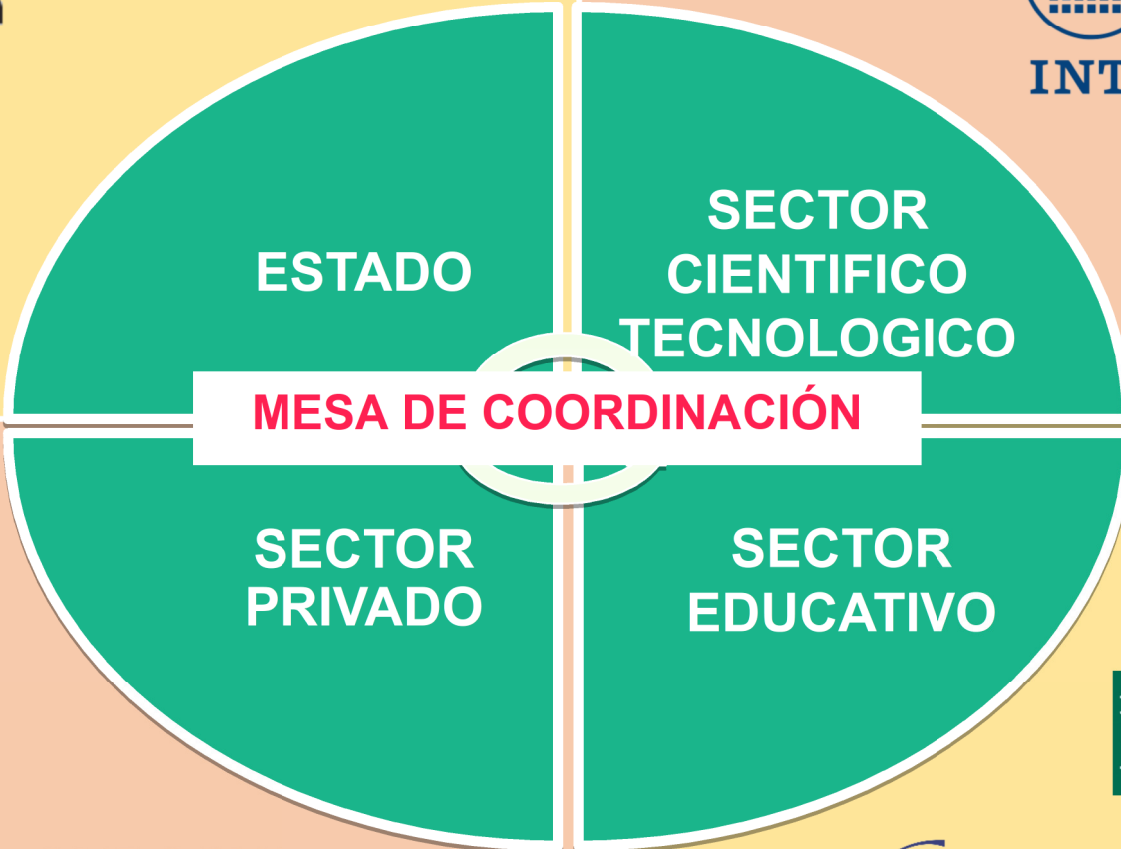 INT
ESTADO
SECTOR
CIENTIFICO
TECNOLOGICO
MESA DE COORDINACIÓN
SECTOR
PRIVADO
SECTOR
EDUCATIVO